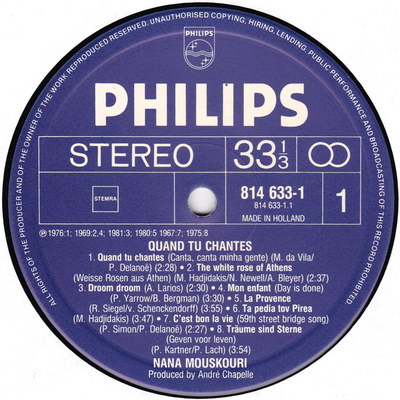 ALL RIGHTS OF THE PRODUCER AND OF THE OWNER OF THE WORK REPRODUCED RESERVED. UNAUTHORISED COPYING, HIRING, LENDING, PUBLIC PERFORMANCE AND BROADCASTING OF THIS RECORD PROHIBITED.
PHILIPS
PHILIPS
STEREO 33 1/3
STEMRA
814 633-1
814 633-1.1
MADE IN HOLLAND
1
℗1976:1; 1969:2,4; 1981:3; 1980:5 1967:7; 1975:8
QUAND TU CHANTES
1. Quand tu chantes (Canta, canta minha gente) (M. da Vila/
P. Delanoë) (2:28) • 2. The white rose of Athens
(Weisse Rosen aus Athen) (M. Hadjidakis/N. Newell/A. Bleyer) (2:36)
3. Droom droom (A. Larios) (3:30) • 4. Mon enfant (Day is done)
(P. Yarrow/B. Bergman) (3:30) • 5. La Provence
(R. Siegel/v. Schenckendorff) (3:55) • 6. Ta pedia tov Pirea
(M. Hadjidakis) (3:47) • 7. C'est bon la vie (59th street bridge song)
(P. Simon/P. Delanoë) (2:51) • 8. Träume sind Sterne
(Geven voor leven)
(P. Kartner/P. Lach) (3:54)
NANA MOUSKOURI
Produced by André Chapelle